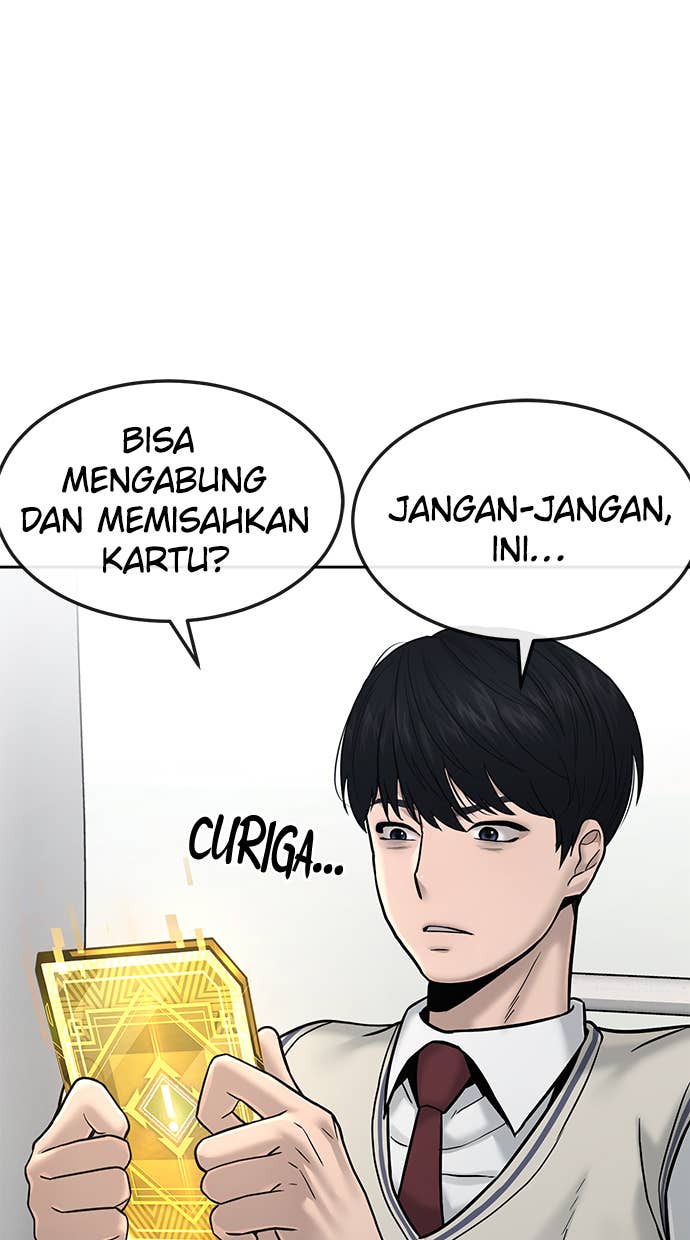 BISA
MENGABUNG
DAN MEMISAHKAN
KARTU?
JANGAN-JANGAN,
INI...
CURIGA...
!